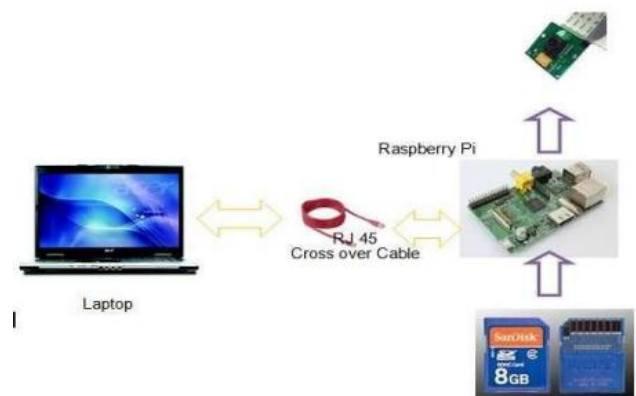 Raspberry Pi
RJ 45
Cross over Cable
Laptop
SanDisk
8GB